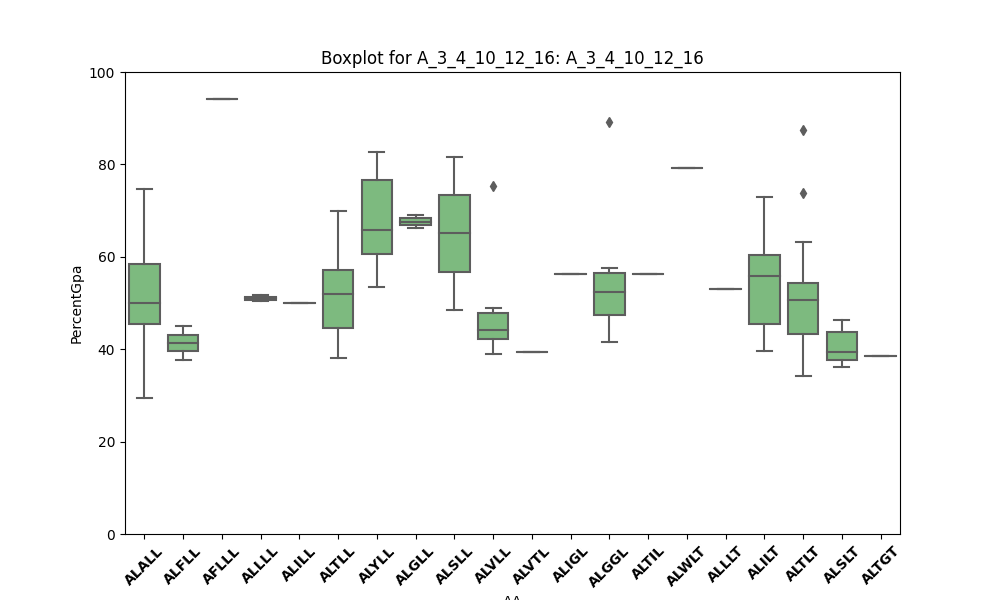 Boxplot for A_3_4_10_12_16: A_3_4_10_12_16
100
80
60
40
20
0
PercentGpa
ALALL ALFLL AFLLL ALLLL ALILL ALTLL ALYLL ALGLL ALSLL ALVLL ALVTL ALIGL ALGGL ALTIL ALWLT ALLLT ALILT ALTLT ALSLT ALTGT
AA